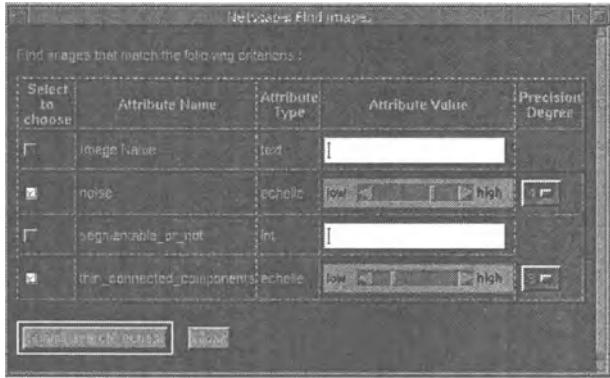 Netscape Find images
Find images that match the following criterions :
Select to choose
Attribute Name
Attribute Type
Attribute Value
Precision Degree
Image Name text
noise echelle low high
segmentable_or_not int
thin_connected_components echelle low high